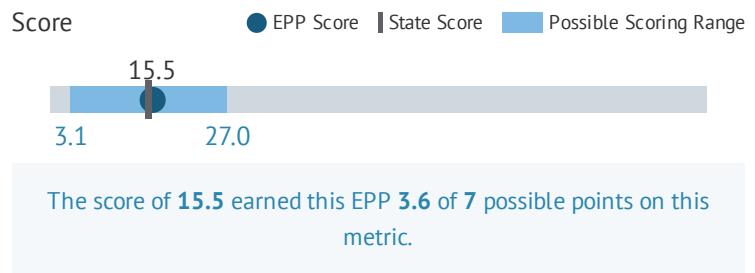 Score EPP Score State Score Possible Scoring Range
15.5
3.1 27.0
The score of 15.5 earned this EPP 3.6 of 7 possible points on this
metric.